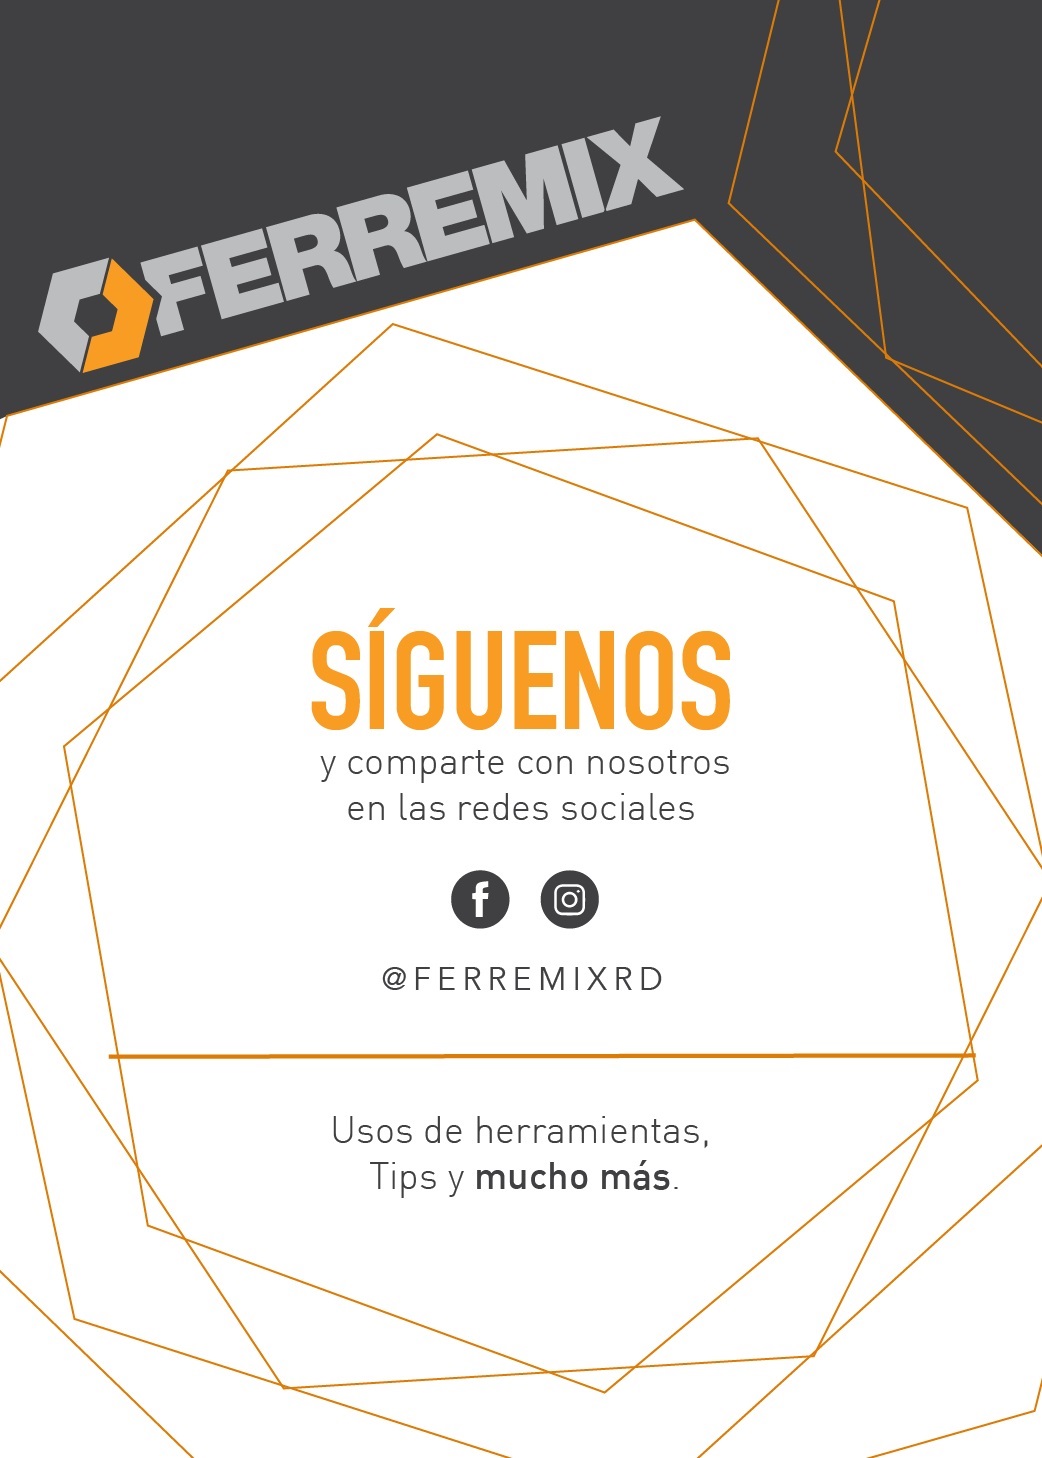 FERREMIX
SÍGUENOS
y comparte con nosotros
en las redes sociales
@FERREMIXRD
Usos de herramientas,
Tips y mucho más.